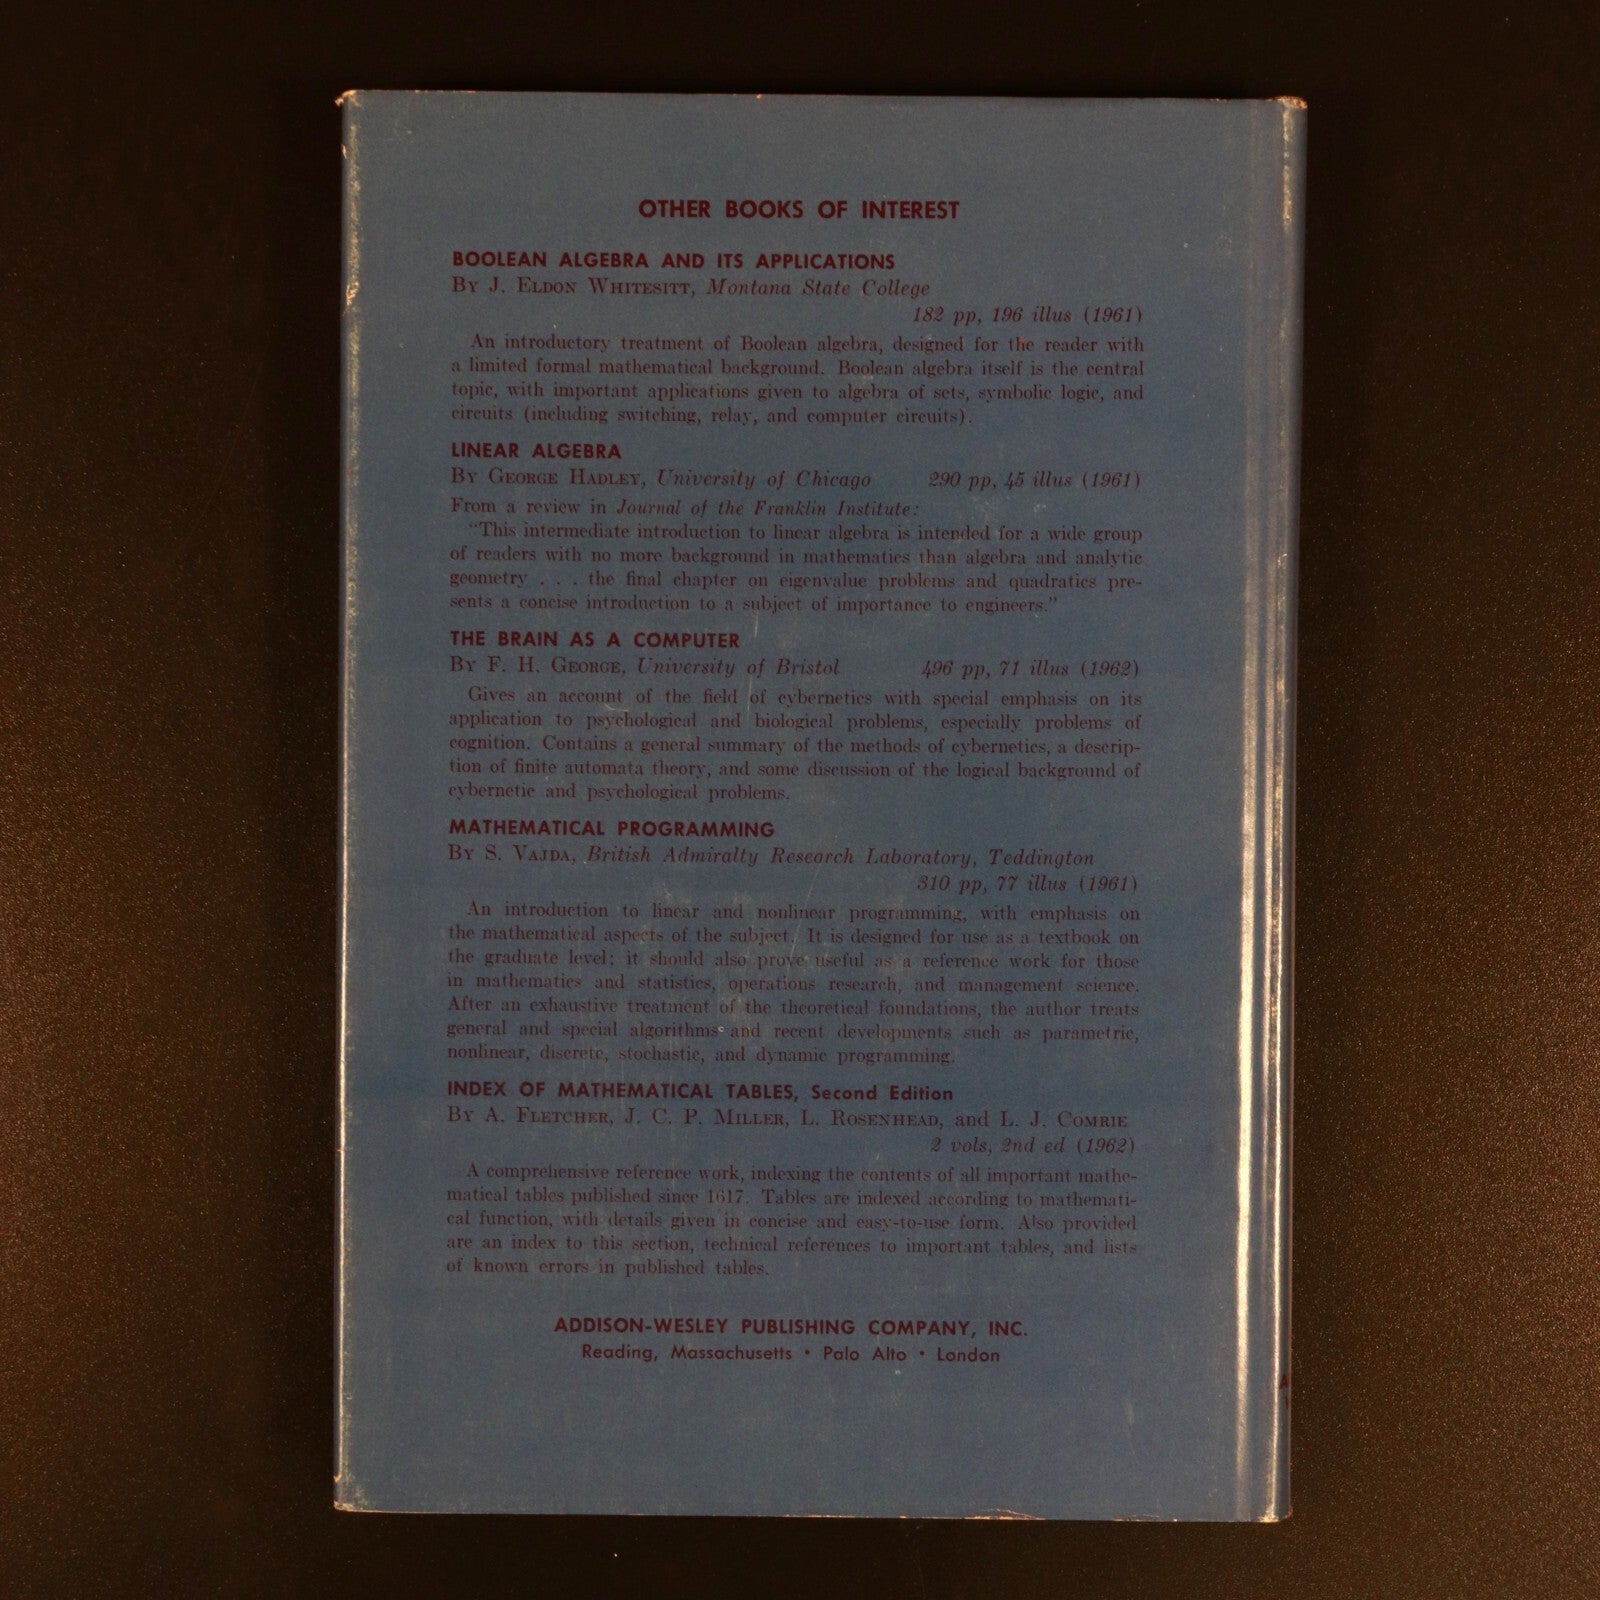 OTHER BOOKS OF INTEREST
BOOLEAN ALGEBRA AND ITS APPLICATIONS
BY J. ELDON WHITESITT, Montana State College
182 pp, 196 illus (1961)
An introductory treatment of Boolean algebra, designed for the reader with
a limited formal mathematical background. Boolean algebra itself is the central
topic, with important applications given to algebra of sets, symbolic logic, and
circuits (including switching, relay, and computer circuits).
LINEAR ALGEBRA
BY GEORGE HADLEY, University of Chicago 290 pp, 45 illus (1961)
From a review in Journal of the Franklin Institute:
"This intermediate introduction to linear algebra is intended for a wide group
of readers with no more background in mathematics than algebra and analytic
geometry . . . the final chapter on eigenvalue problems and quadratics pre-
sents a concise introduction to a subject of importance to engineers."
THE BRAIN AS A COMPUTER
BY F. H. GEORGE, University of Bristol 496 pp, 71 illus (1962)
Gives an account of the field of cybernetics with special emphasis on its
application to psychological and biological problems, especially problems of
cognition. Contains a general summary of the methods of cybernetics, a descrip-
tion of finite automata theory, and some discussion of the logical background of
cybernetic and psychological problems.
MATHEMATICAL PROGRAMMING
BY S. VAJDA, British Admiralty Research Laboratory, Teddington
310 pp, 77 illus (1961)
An introduction to linear and nonlinear programming, with emphasis on
the mathematical aspects of the subject. It is designed for use as a textbook on
the graduate level; it should also prove useful as a reference work for those
in mathematics and statistics, operations research, and management science.
After an exhaustive treatment of the theoretical foundations, the author treats
general and special algorithms and recent developments such as parametric,
nonlinear, discrete, stochastic, and dynamic programming.
INDEX OF MATHEMATICAL TABLES, Second Edition
BY A. FLETCHER, J. C. P. MILLER, L. ROSENHEAD, and L. J. COMRIE
2 vols, 2nd ed (1962)
A comprehensive reference work, indexing the contents of all important mathe-
matical tables published since 1617. Tables are indexed according to mathemati-
cal function, with details given in concise and easy-to-use form. Also provided
are an index to this section, technical references to important tables, and lists
of known errors in published tables.
ADDISON-WESLEY PUBLISHING COMPANY, INC.
Reading, Massachusetts • Palo Alto • London